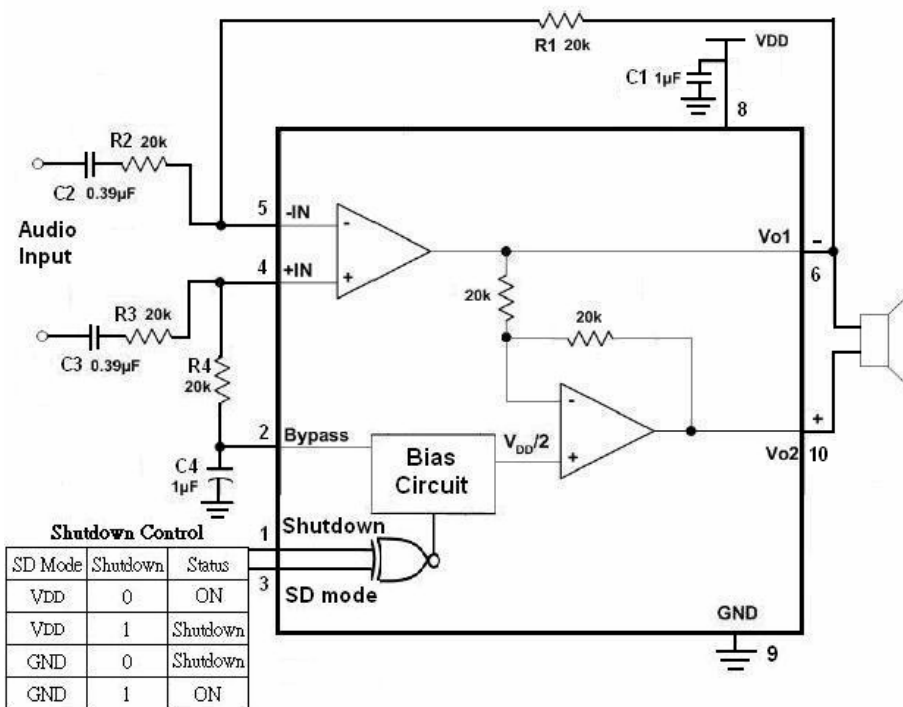 R1 20k
VDD
C1 1µF
8
R2 20k
C2 0.39µF
5 -IN
-
Audio
Input
Vo1 -
4 +IN
+
6
R3 20k
20k
20k
C3 0.39µF
R4
20k
-
2 Bypass
VDD/2
+
+
Vo2 10
Bias
Circuit
C4
1µF
Shutdown Control
1 Shutdown
SD Mode Shutdown Status
3 SD mode
VDD 0 ON
VDD 1 Shutdown
GND 0 Shutdown
GND 1 ON
GND
9